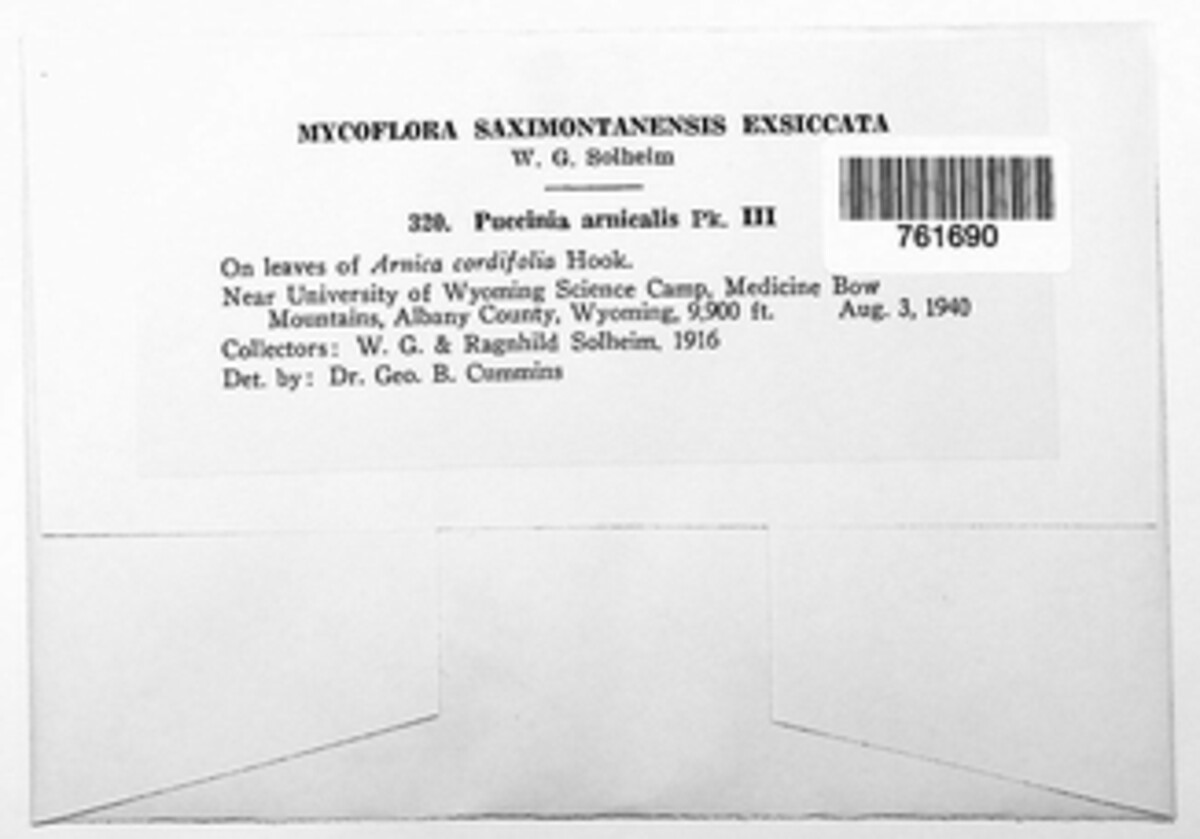 MYCOFLORA SAXIMONTANENSIS EXSICCATA
W. G. Solheim
320. Puccinia arnicalis Pk. III
761690
On leaves of Arnica cordifolia Hook.
Near University of Wyoming Science Camp, Medicine Bow
Mountains, Albany County, Wyoming, 9,900 ft. Aug. 3, 1940
Collectors: W. G. & Ragnhild Solheim, 1916
Det. by: Dr. Geo. B. Cummins